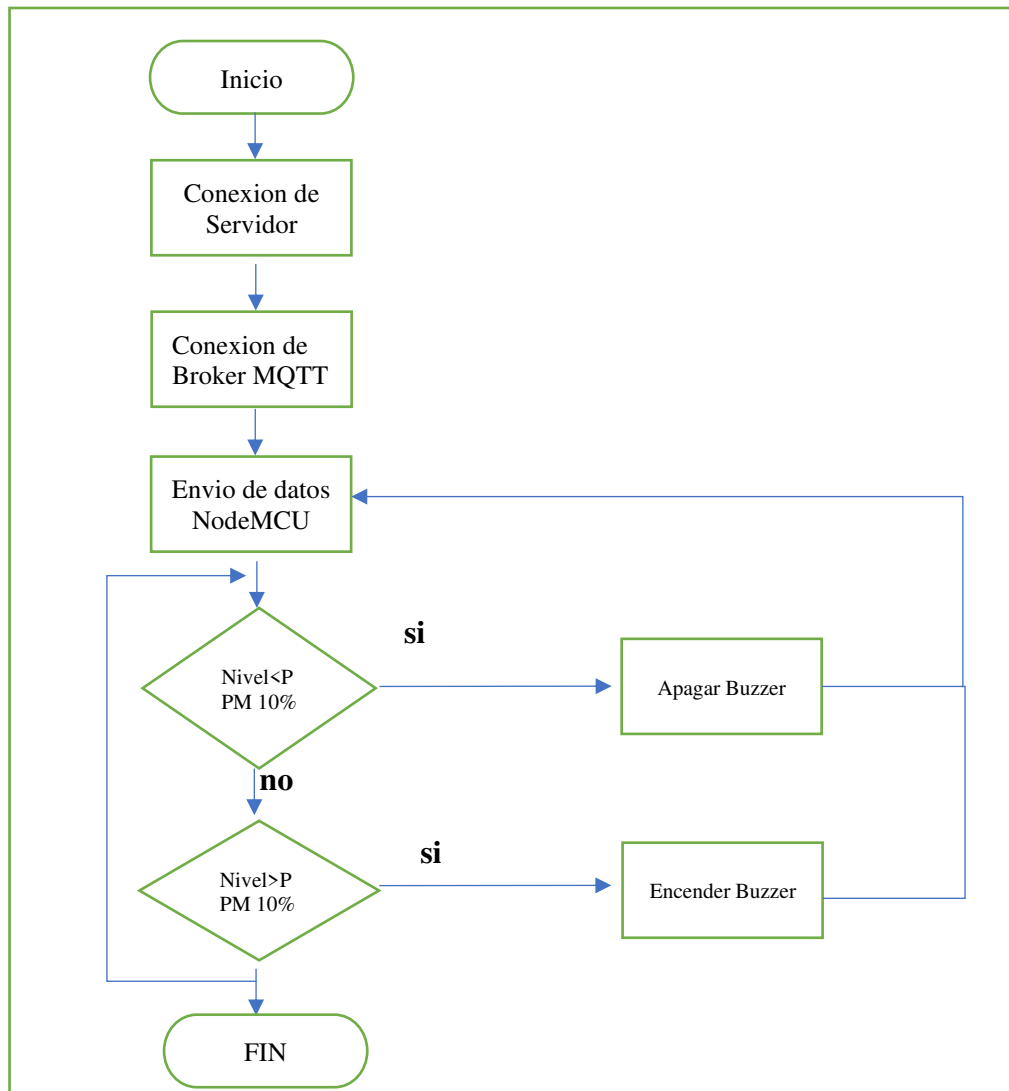 Inicio
Conexion de
Servidor
Conexion de
Broker MQTT
Envio de datos
NodeMCU
si
Nivel<P
PM 10%
Apagar Buzzer
no
si
Nivel>P
PM 10%
Encender Buzzer
FIN